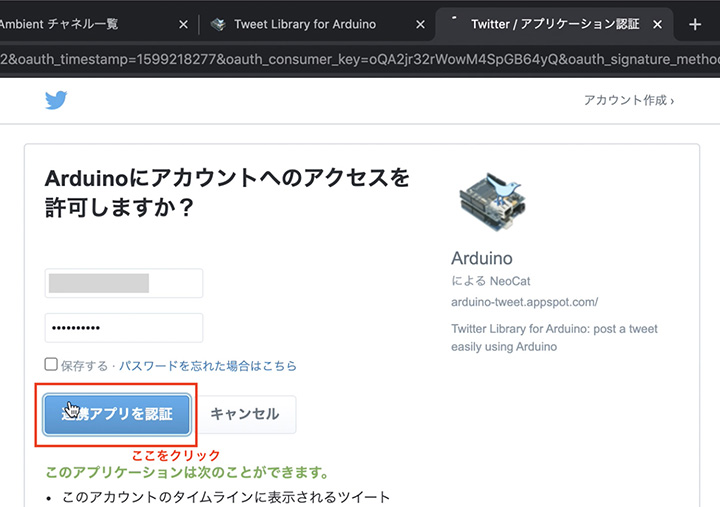 Ambient チャネル一覧
Tweet Library for Arduino
Twitter / アプリケーション認証
2&oauth_timestamp=1599218277&oauth_consumer_key=oQA2jr32rWowM4SpGB64yQ&oauth_signature_metho
アカウント作成 ›
Arduinoにアカウントへのアクセスを
許可しますか？
••••••••••
保存する · パスワードを忘れた場合はこちら
携アプリを認証
キャンセル
ここをクリック
このアプリケーションは次のことができます。
• このアカウントのタイムラインに表示されるツイート
Arduino
による NeoCat
arduino-tweet.appspot.com/
Twitter Library for Arduino: post a tweet
easily using Arduino